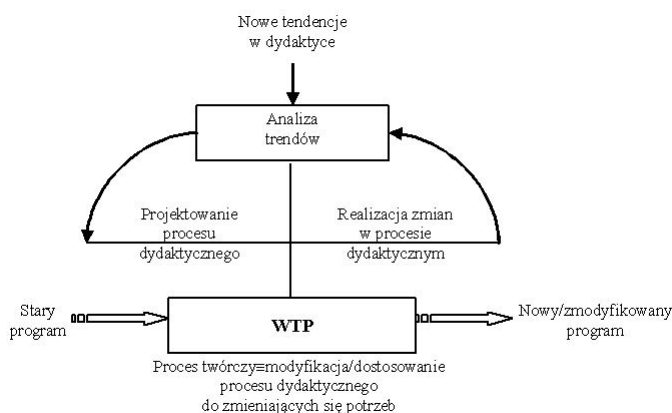 Nowe tendencje
w dydaktyce
Analiza
trendów
Projektowanie
procesu
dydaktycznego
Realizacja zmian
w procesie
dydaktycznym
Stary
program
WTP
Nowy/zmodyfikowany
program
Proces twórczy=modyfikacja/dostosowanie
procesu dydaktycznego
do zmieniających się potrzeb